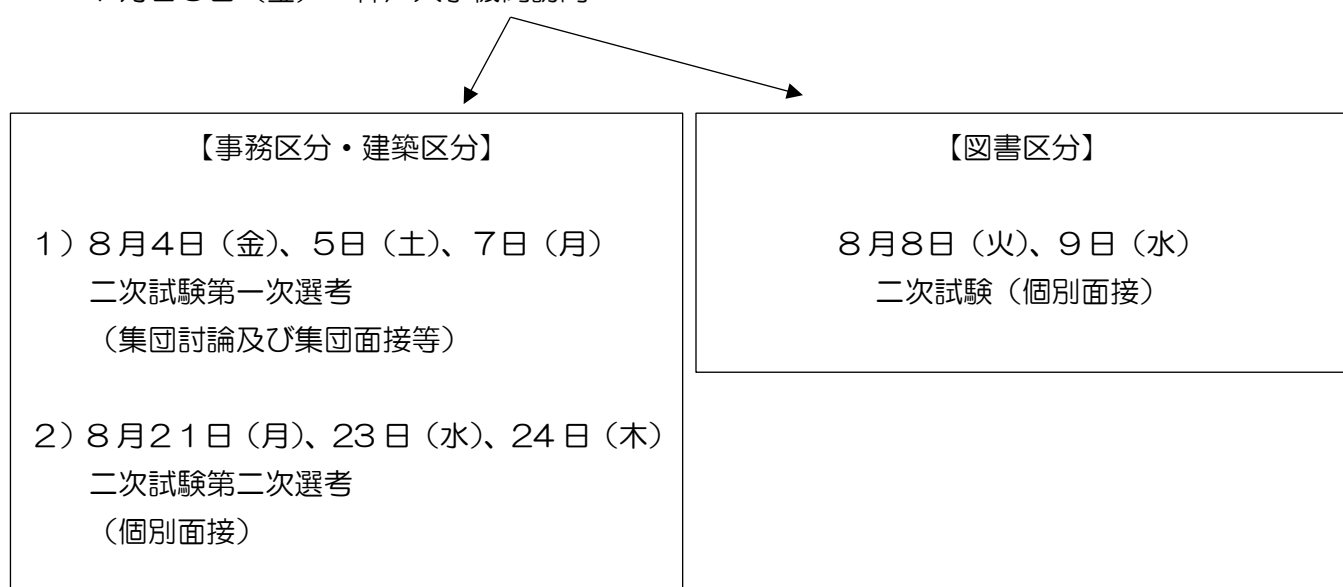 【事務区分・建築区分】
1）8月4日（金）、5日（土）、7日（月）
二次試験第一次選考
（集団討論及び集団面接等）
2）8月21日（月）、23日（水）、24日（木）
二次試験第二次選考
（個別面接）
【図書区分】
8月8日（火）、9日（水）
二次試験（個別面接）